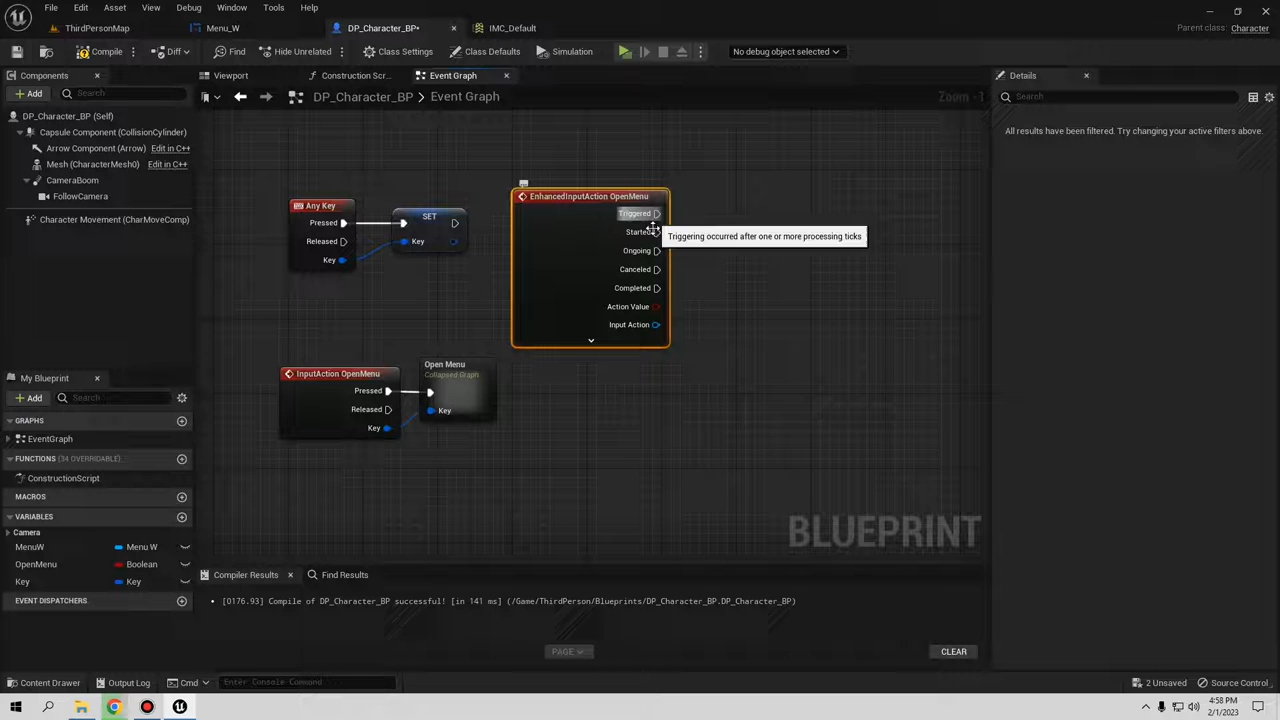 File Edit Asset View Debug Window Tools Help
ThirdPersonMap Menu_W DP_Character_BP• IMC_Default Parent class: Character
Compile Diff Find Hide Unrelated Class Settings Class Defaults Simulation No debug object selected
Components Viewport Construction Scr... Event Graph Details
Add Search DP_Character_BP > Event Graph Zoom -1 Search
DP_Character_BP (Self)
Capsule Component (CollisionCylinder)
Arrow Component (Arrow) Edit in C++
Mesh (CharacterMesh0) Edit in C++
CameraBoom
FollowCamera
Character Movement (CharMoveComp)
All results have been filtered. Try changing your active filters above.
Any Key
Pressed
Released
Key
SET
Key
EnhancedInputAction OpenMenu
Triggered
Started
Ongoing
Canceled
Completed
Action Value
Input Action
Triggering occurred after one or more processing ticks
InputAction OpenMenu
Pressed
Released
Key
Open Menu
Collapsed Graph
Key
BLUEPRINT
My Blueprint
Add Search
GRAPHS
EventGraph
FUNCTIONS (34 OVERRIDABLE)
ConstructionScript
MACROS
VARIABLES
Camera
MenuW Menu W
OpenMenu Boolean
Key Key
EVENT DISPATCHERS
Compiler Results Find Results
[0176.93] Compile of DP_Character_BP successful! [in 141 ms] (/Game/ThirdPerson/Blueprints/DP_Character_BP.DP_Character_BP)
PAGE CLEAR
Content Drawer Output Log Cmd Enter Console Command 2 Unsaved Source Control
4:58 PM
2/1/2023